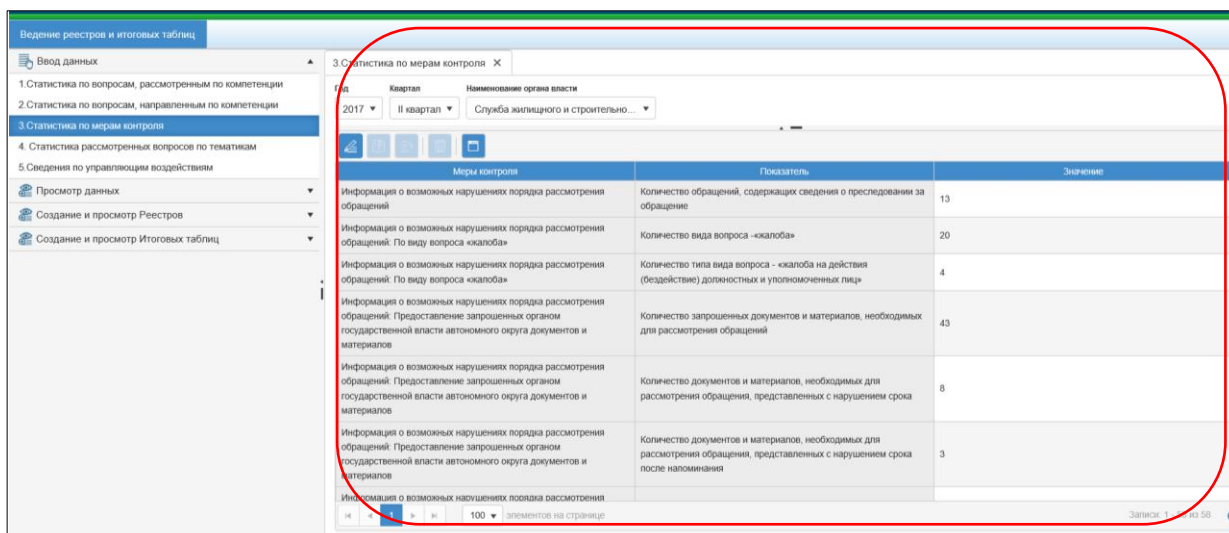 Ведение реестров и итоговых таблиц
Ввод данных
1.Статистика по вопросам, рассмотренным по компетенции
2.Статистика по вопросам, направленным по компетенции
3.Статистика по мерам контроля
4. Статистика рассмотренных вопросов по тематикам
5.Сведения по управляющим воздействиям
Просмотр данных
Создание и просмотр Реестров
Создание и просмотр Итоговых таблиц
3.Статистика по мерам контроля
Год Квартал Наименование органа власти
2017 II квартал Служба жилищного и строительно...
Меры контроля Показатель Значение
Информация о возможных нарушениях порядка рассмотрения
обращений
Количество обращений, содержащих сведения о преследовании за
обращение
13
Информация о возможных нарушениях порядка рассмотрения
обращений: По виду вопроса «жалоба»
Количество вида вопроса -«жалоба»
20
Информация о возможных нарушениях порядка рассмотрения
обращений: По виду вопроса «жалоба»
Количество типа вида вопроса - «жалоба на действия
(бездействие) должностных и уполномоченных лиц»
4
Информация о возможных нарушениях порядка рассмотрения
обращений: Предоставление запрошенных органом
государственной власти автономного округа документов и
материалов
Количество запрошенных документов и материалов, необходимых
для рассмотрения обращений
43
Информация о возможных нарушениях порядка рассмотрения
обращений: Предоставление запрошенных органом
государственной власти автономного округа документов и
материалов
Количество документов и материалов, необходимых для
рассмотрения обращения, представленных с нарушением срока
8
Информация о возможных нарушениях порядка рассмотрения
обращений: Предоставление запрошенных органом
государственной власти автономного округа документов и
материалов
Количество документов и материалов, необходимых для
рассмотрения обращения, представленных с нарушением срока
после напоминания
3
Информация о возможных нарушениях порядка рассмотрения
1 100 элементов на странице
Записи: 1 - 58 из 58